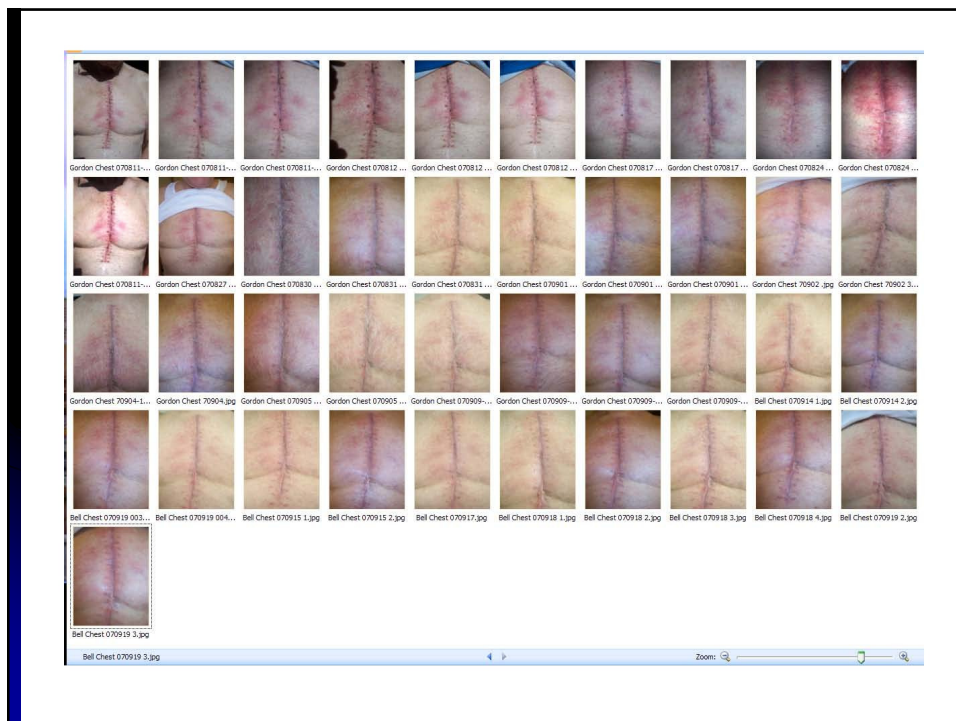 Gordon Chest 070811-... Gordon Chest 070811-... Gordon Chest 070811-... Gordon Chest 070812 ... Gordon Chest 070812 ... Gordon Chest 070812 ... Gordon Chest 070817 ... Gordon Chest 070817 ... Gordon Chest 070824 ... Gordon Chest 070824 ...
Gordon Chest 070811-... Gordon Chest 070827 ... Gordon Chest 070830 ... Gordon Chest 070831 ... Gordon Chest 070831 ... Gordon Chest 070901 ... Gordon Chest 070901 ... Gordon Chest 070901 ... Gordon Chest 70902 .jpg Gordon Chest 70902 3...
Gordon Chest 70904-1... Gordon Chest 70904.jpg Gordon Chest 070905 ... Gordon Chest 070905 ... Gordon Chest 070909-... Gordon Chest 070909-... Gordon Chest 070909-... Gordon Chest 070909-... Bell Chest 070914 1.jpg Bell Chest 070914 2.jpg
Bell Chest 070919 003... Bell Chest 070919 004... Bell Chest 070915 1.jpg Bell Chest 070915 2.jpg Bell Chest 070917.jpg Bell Chest 070918 1.jpg Bell Chest 070918 2.jpg Bell Chest 070918 3.jpg Bell Chest 070918 4.jpg Bell Chest 070919 2.jpg
Bell Chest 070919 3.jpg
Bell Chest 070919 3.jpg Zoom: